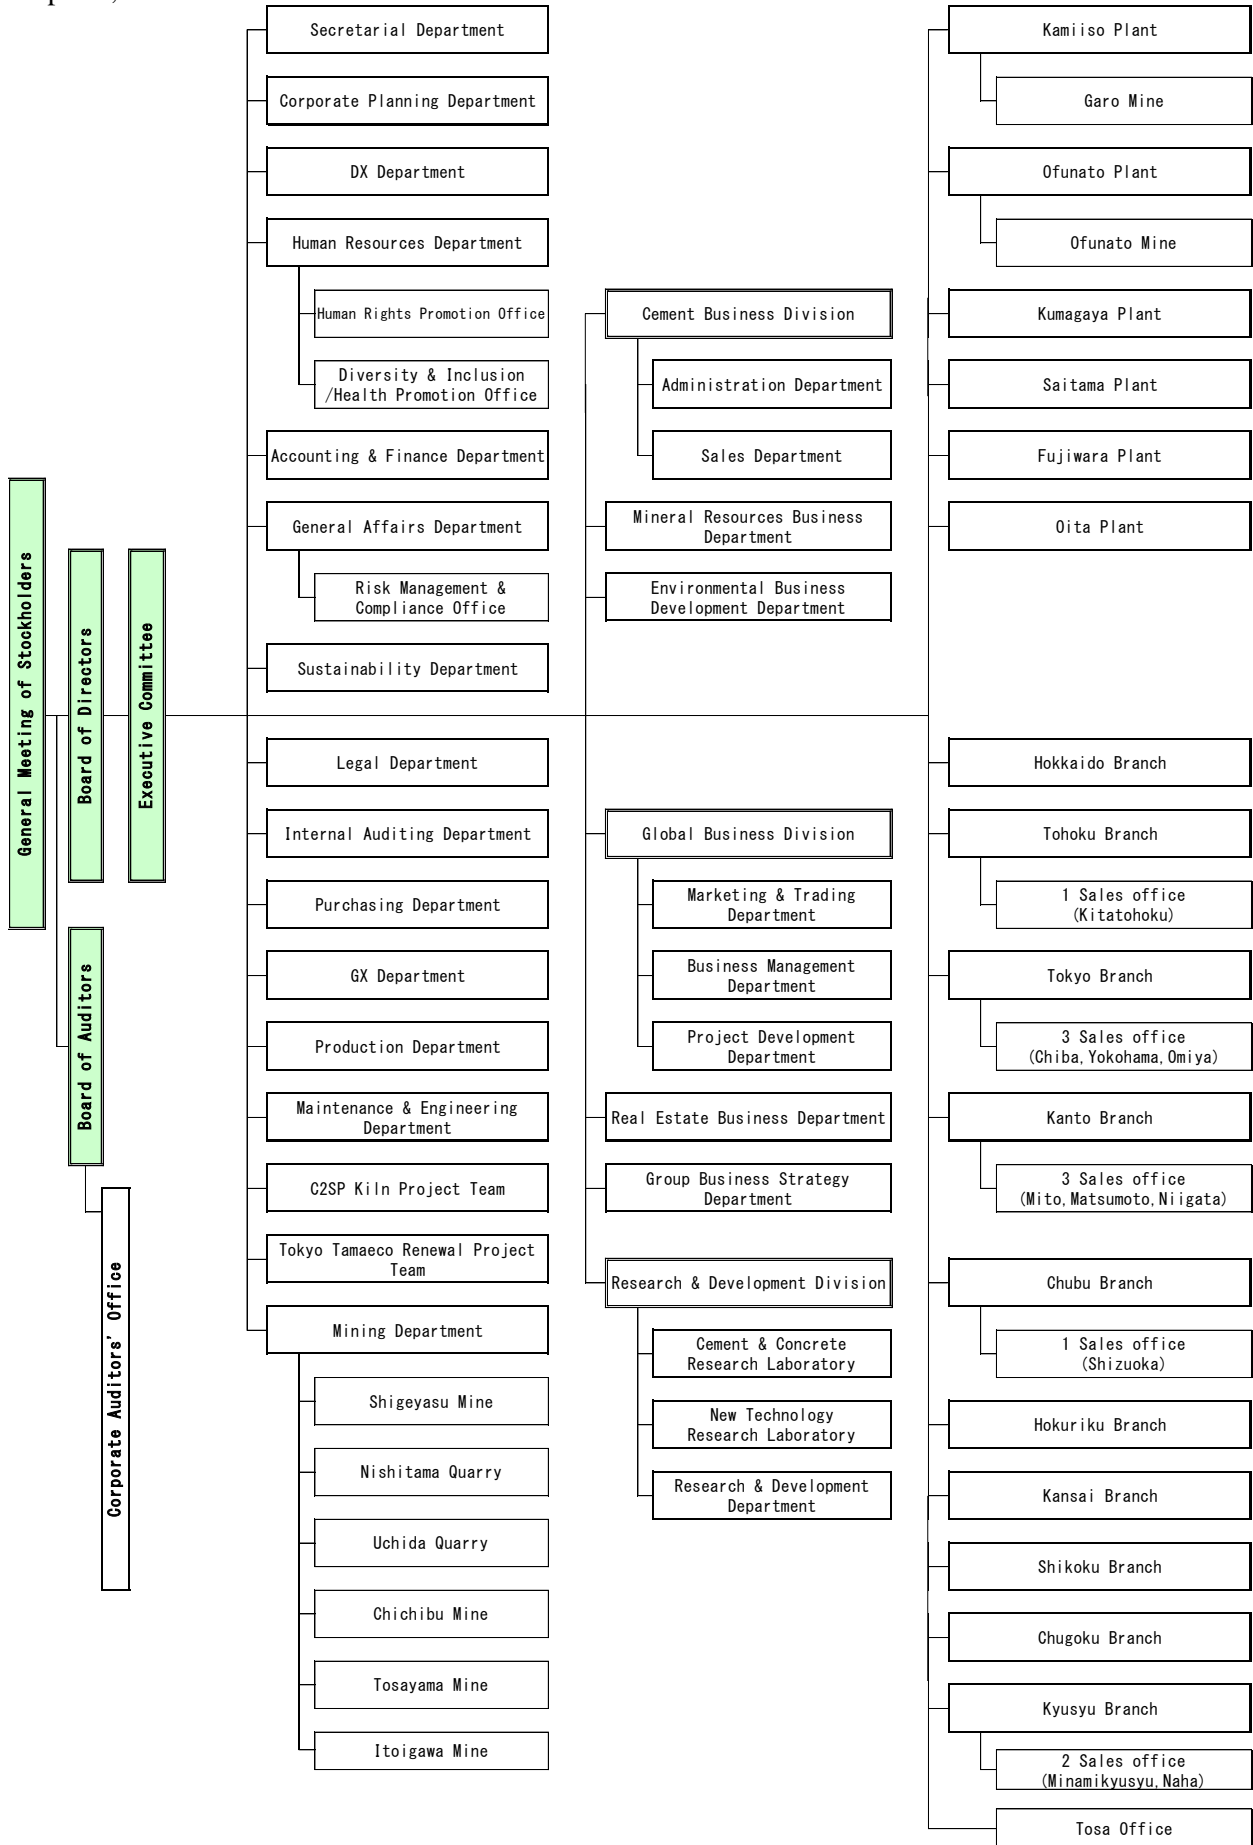 General Meeting of Stockholders
Board of Directors
Executive Committee
Board of Auditors
Corporate Auditors' Office
Secretarial Department
Corporate Planning Department
DX Department
Human Resources Department
Human Rights Promotion Office
Diversity & Inclusion
/Health Promotion Office
Accounting & Finance Department
General Affairs Department
Risk Management &
Compliance Office
Sustainability Department
Legal Department
Internal Auditing Department
Purchasing Department
GX Department
Production Department
Maintenance & Engineering
Department
C2SP Kiln Project Team
Tokyo Tamaeco Renewal Project
Team
Mining Department
Shigeyasu Mine
Nishitama Quarry
Uchida Quarry
Chichibu Mine
Tosayama Mine
Itoigawa Mine
Cement Business Division
Administration Department
Sales Department
Mineral Resources Business
Department
Environmental Business
Development Department
Global Business Division
Marketing & Trading
Department
Business Management
Department
Project Development
Department
Real Estate Business Department
Group Business Strategy
Department
Research & Development Division
Cement & Concrete
Research Laboratory
New Technology
Research Laboratory
Research & Development
Department
Kamiiso Plant
Garo Mine
Ofunato Plant
Ofunato Mine
Kumagaya Plant
Saitama Plant
Fujiwara Plant
Oita Plant
Hokkaido Branch
Tohoku Branch
1 Sales office
(Kitatohoku)
Tokyo Branch
3 Sales office
(Chiba,Yokohama,Omiya)
Kanto Branch
3 Sales office
(Mito,Matsumoto,Niigata)
Chubu Branch
1 Sales office
(Shizuoka)
Hokuriku Branch
Kansai Branch
Shikoku Branch
Chugoku Branch
Kyusyu Branch
2 Sales office
(Minamikyusyu,Naha)
Tosa Office